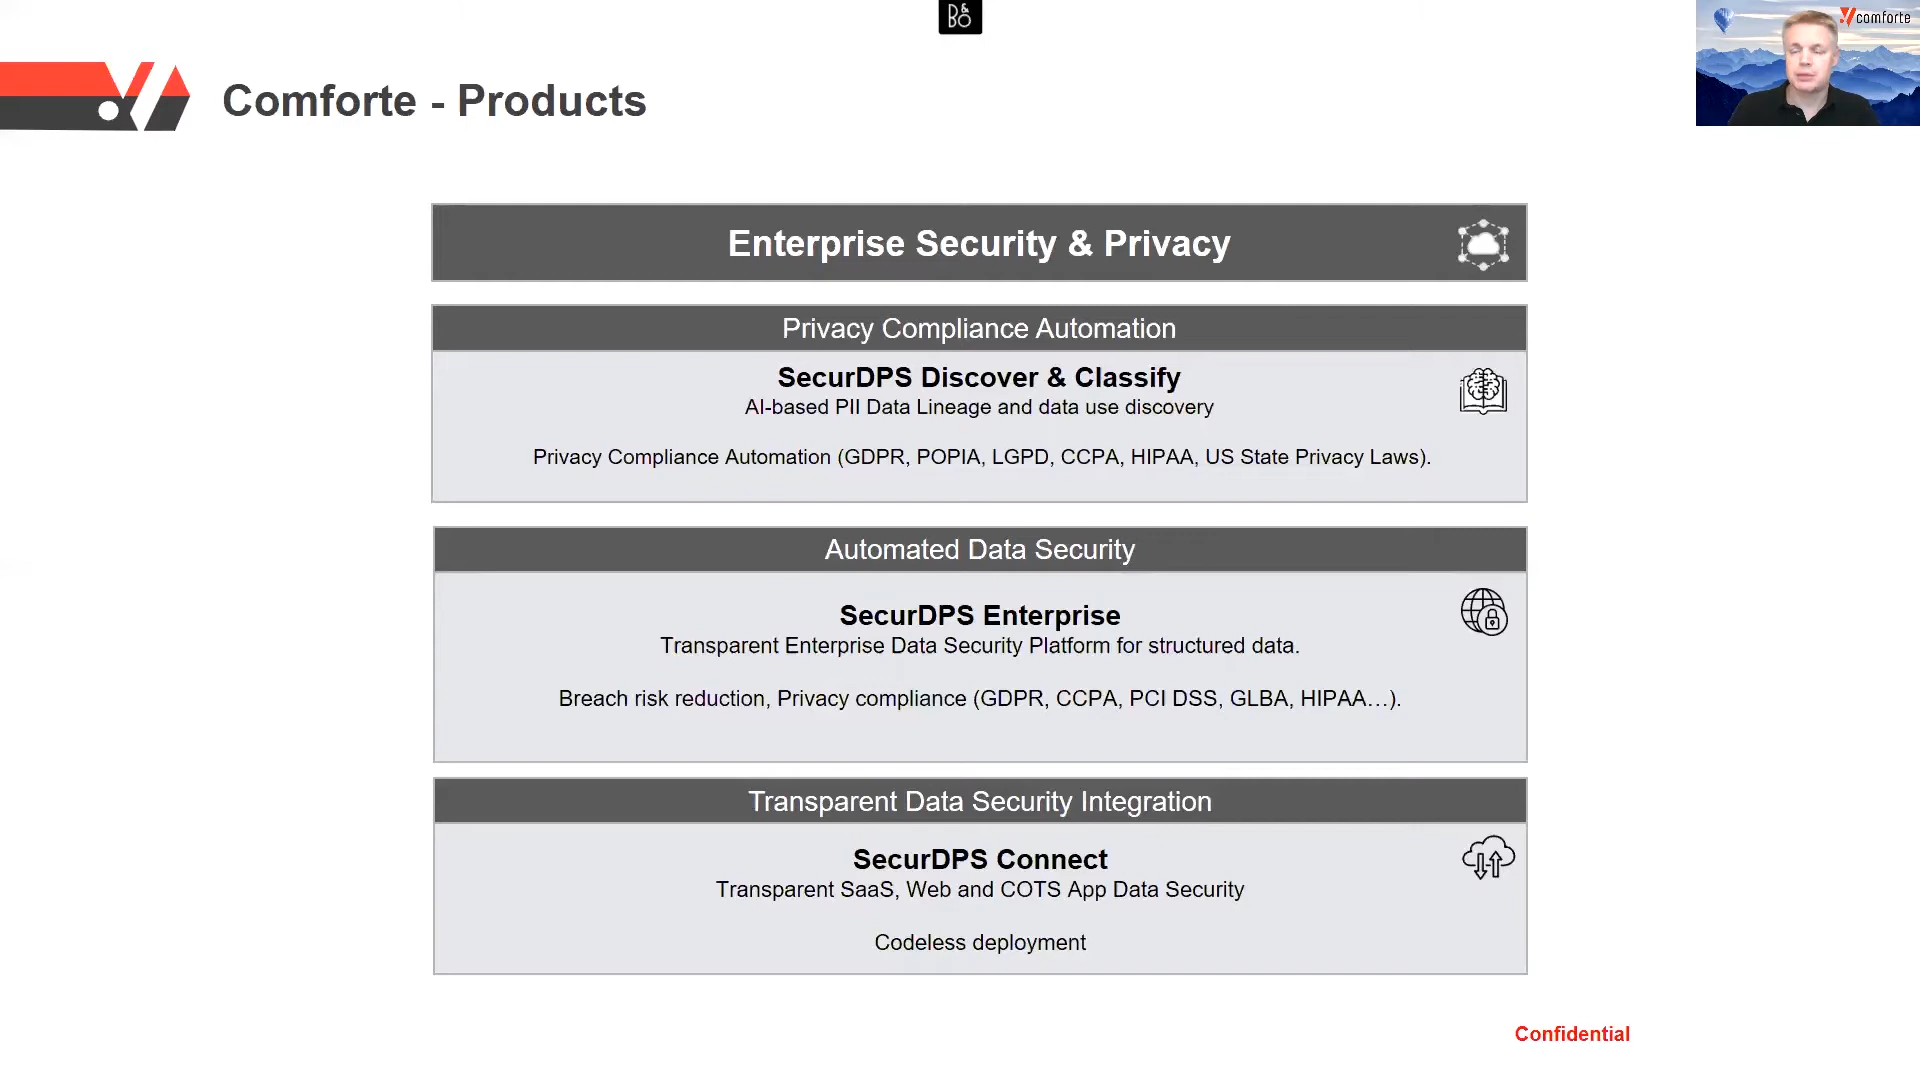 B&O
comforte
Comforte - Products
Enterprise Security & Privacy
Privacy Compliance Automation
SecurDPS Discover & Classify
AI-based PII Data Lineage and data use discovery
Privacy Compliance Automation (GDPR, POPIA, LGPD, CCPA, HIPAA, US State Privacy Laws).
Automated Data Security
SecurDPS Enterprise
Transparent Enterprise Data Security Platform for structured data.
Breach risk reduction, Privacy compliance (GDPR, CCPA, PCI DSS, GLBA, HIPAA…).
Transparent Data Security Integration
SecurDPS Connect
Transparent SaaS, Web and COTS App Data Security
Codeless deployment
Confidential